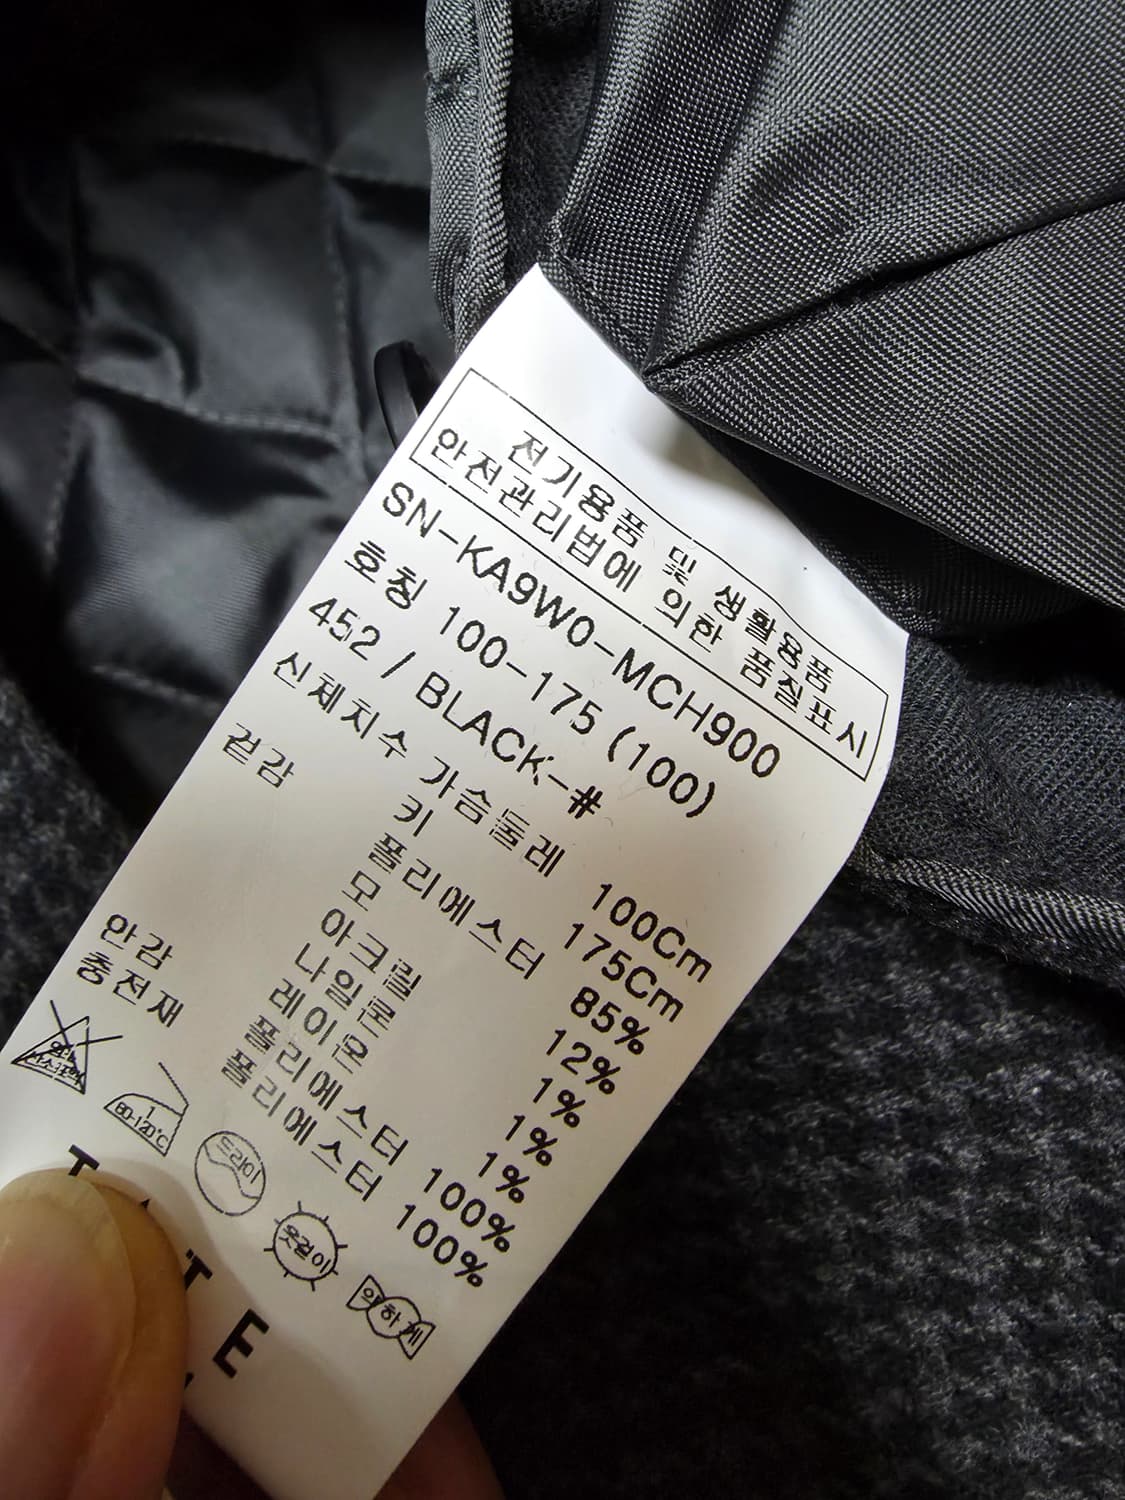 전기용품 및 생활용품
안전관리법에 의한 품질표시
SN-KA9W0-MCH900
호칭 100-175 (100)
452 / BLACK-#
신체치수 가슴둘레 100Cm
키 175Cm
겉감 폴리에스터 85%
모 12%
아크릴 1%
나일론 1%
레이온 1%
안감 폴리에스터 100%
충전재 폴리에스터 100%
80-120℃
드라이
옷걸이
약하게
T
T E